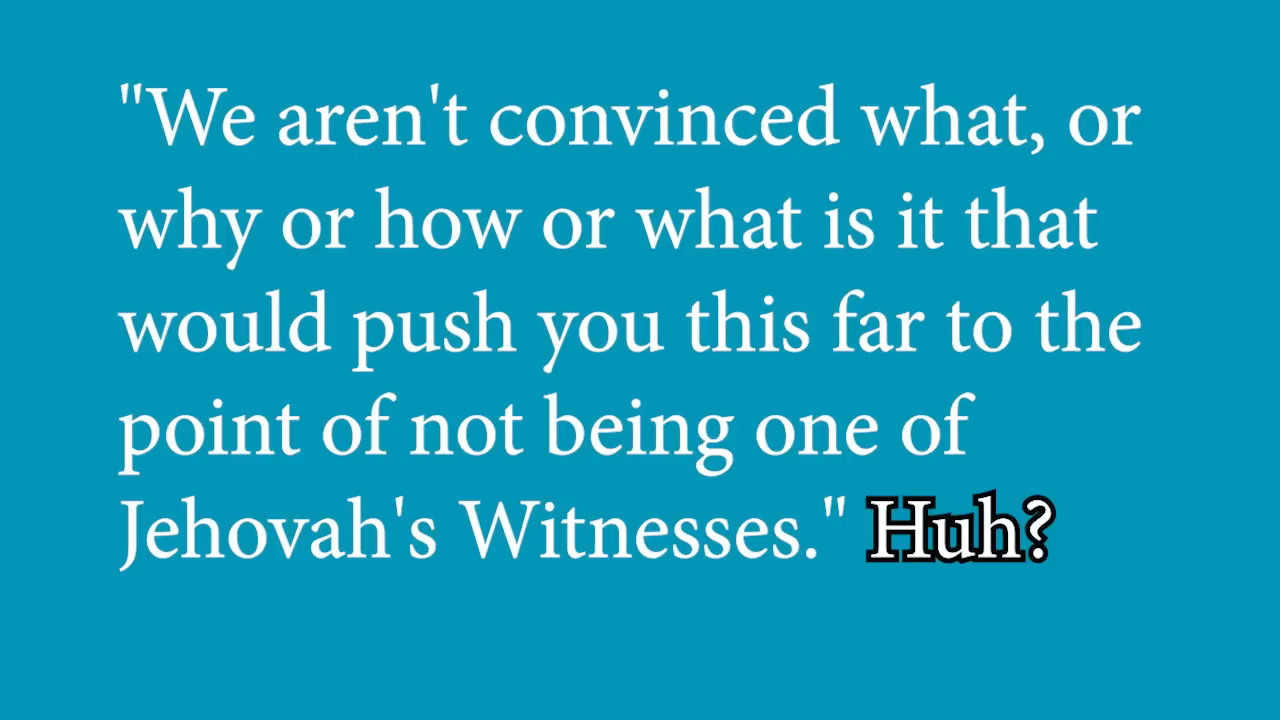 "We aren't convinced what, or
why or how or what is it that
would push you this far to the
point of not being one of
Jehovah's Witnesses." Huh?